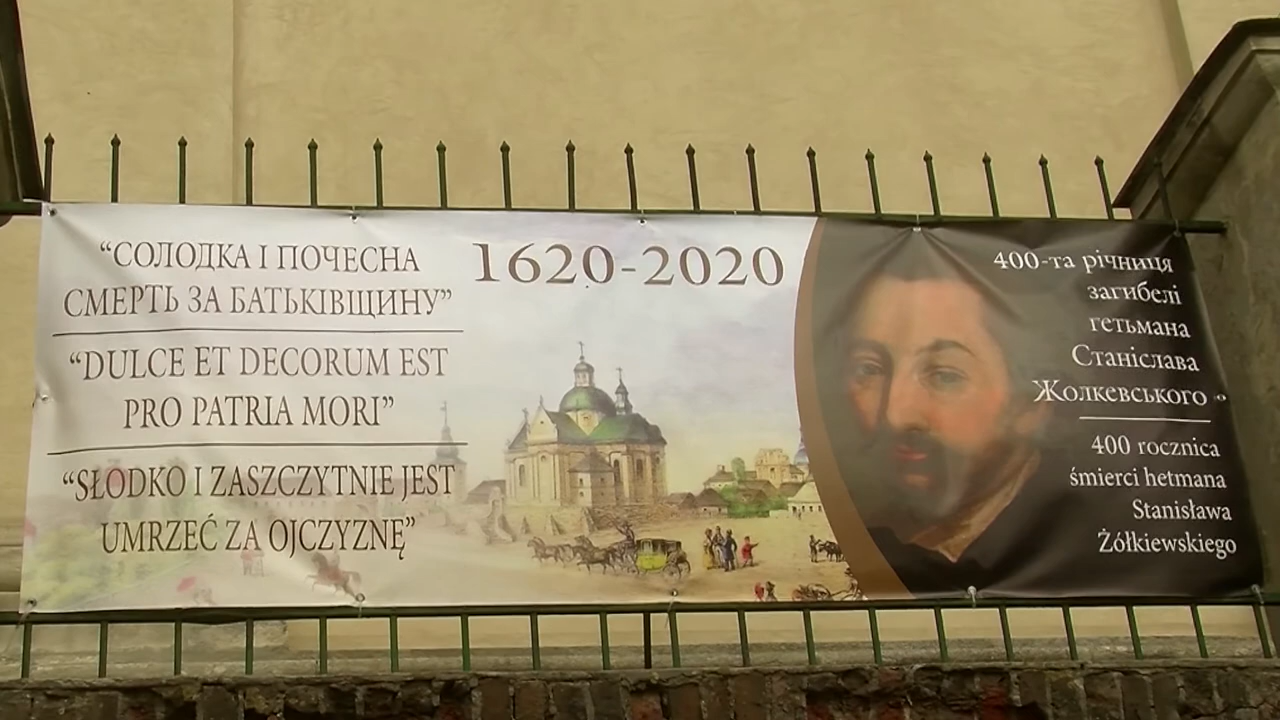 “СОЛОДКА І ПОЧЕСНА
СМЕРТЬ ЗА БАТЬКІВЩИНУ”
“DULCE ET DECORUM EST
PRO PATRIA MORI”
“SŁODKO I ZASZCZYTNIE JEST
UMRZEĆ ZA OJCZYZNĘ”
1620-2020
400-та річниця
загибелі
гетьмана
Станіслава
Жолкевського
400 rocznica
śmierci hetmana
Stanisława
Żółkiewskiego